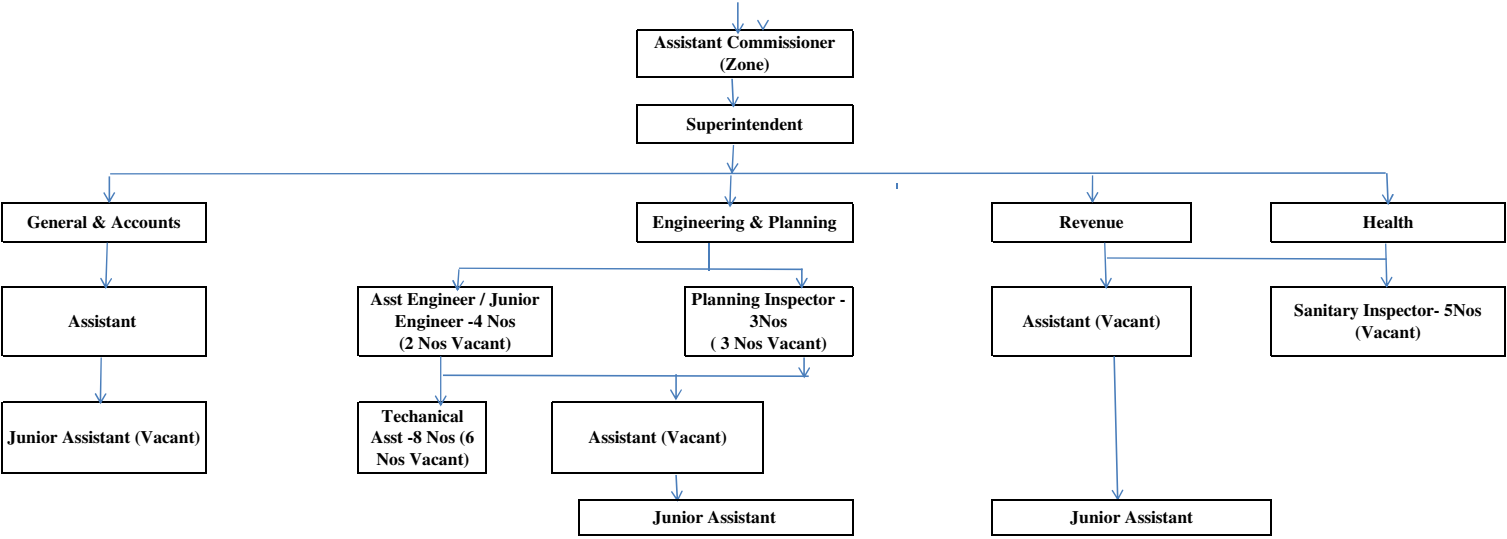 Assistant Commissioner
(Zone)
Superintendent
General & Accounts
Engineering & Planning
Revenue
Health
Assistant
Asst Engineer / Junior
Engineer -4 Nos
(2 Nos Vacant)
Planning Inspector -
3Nos
( 3 Nos Vacant)
Assistant (Vacant)
Sanitary Inspector- 5Nos
(Vacant)
Junior Assistant (Vacant)
Techanical
Asst -8 Nos (6
Nos Vacant)
Assistant (Vacant)
Junior Assistant
Junior Assistant